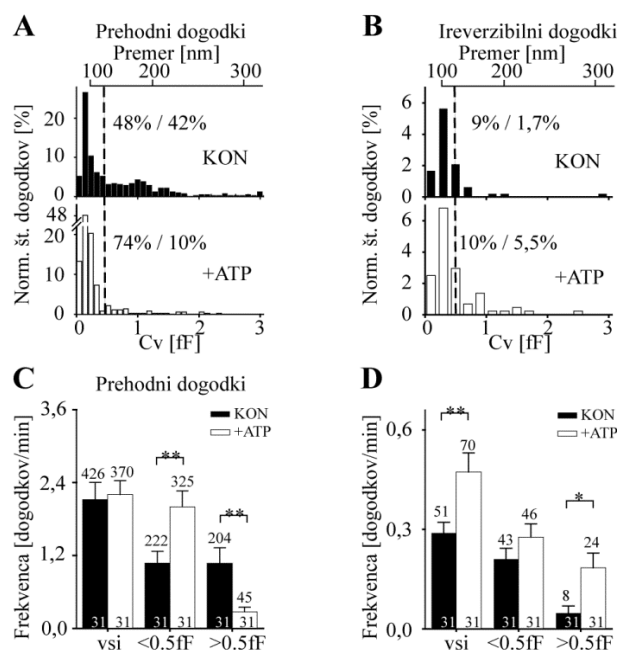 A
Prehodni dogodki
Premer [nm]
100 200 300
Norm. št. dogodkov [%]
20
10
0
48% / 42%
KON
48
20
10
0
74% / 10%
+ATP
0 1 2 3
Cv [fF]
B
Ireverzibilni dogodki
Premer [nm]
100 200 300
Norm. št. dogodkov [%]
6
4
2
0
9% / 1,7%
KON
6
4
2
0
10% / 5,5%
+ATP
0 1 2 3
Cv [fF]
C
Prehodni dogodki
Frekvenca [dogodkov/min]
3,6
2,4
1,2
0,0
KON
+ATP
426 370
** 
222 325
**
204 45
31 31 31 31 31 31
vsi <0.5fF >0.5fF
D
Frekvenca [dogodkov/min]
0,6
0,3
0,0
KON
+ATP
**
51 70
43 46
*
8 24
31 31 31 31 31 31
vsi <0.5fF >0.5fF